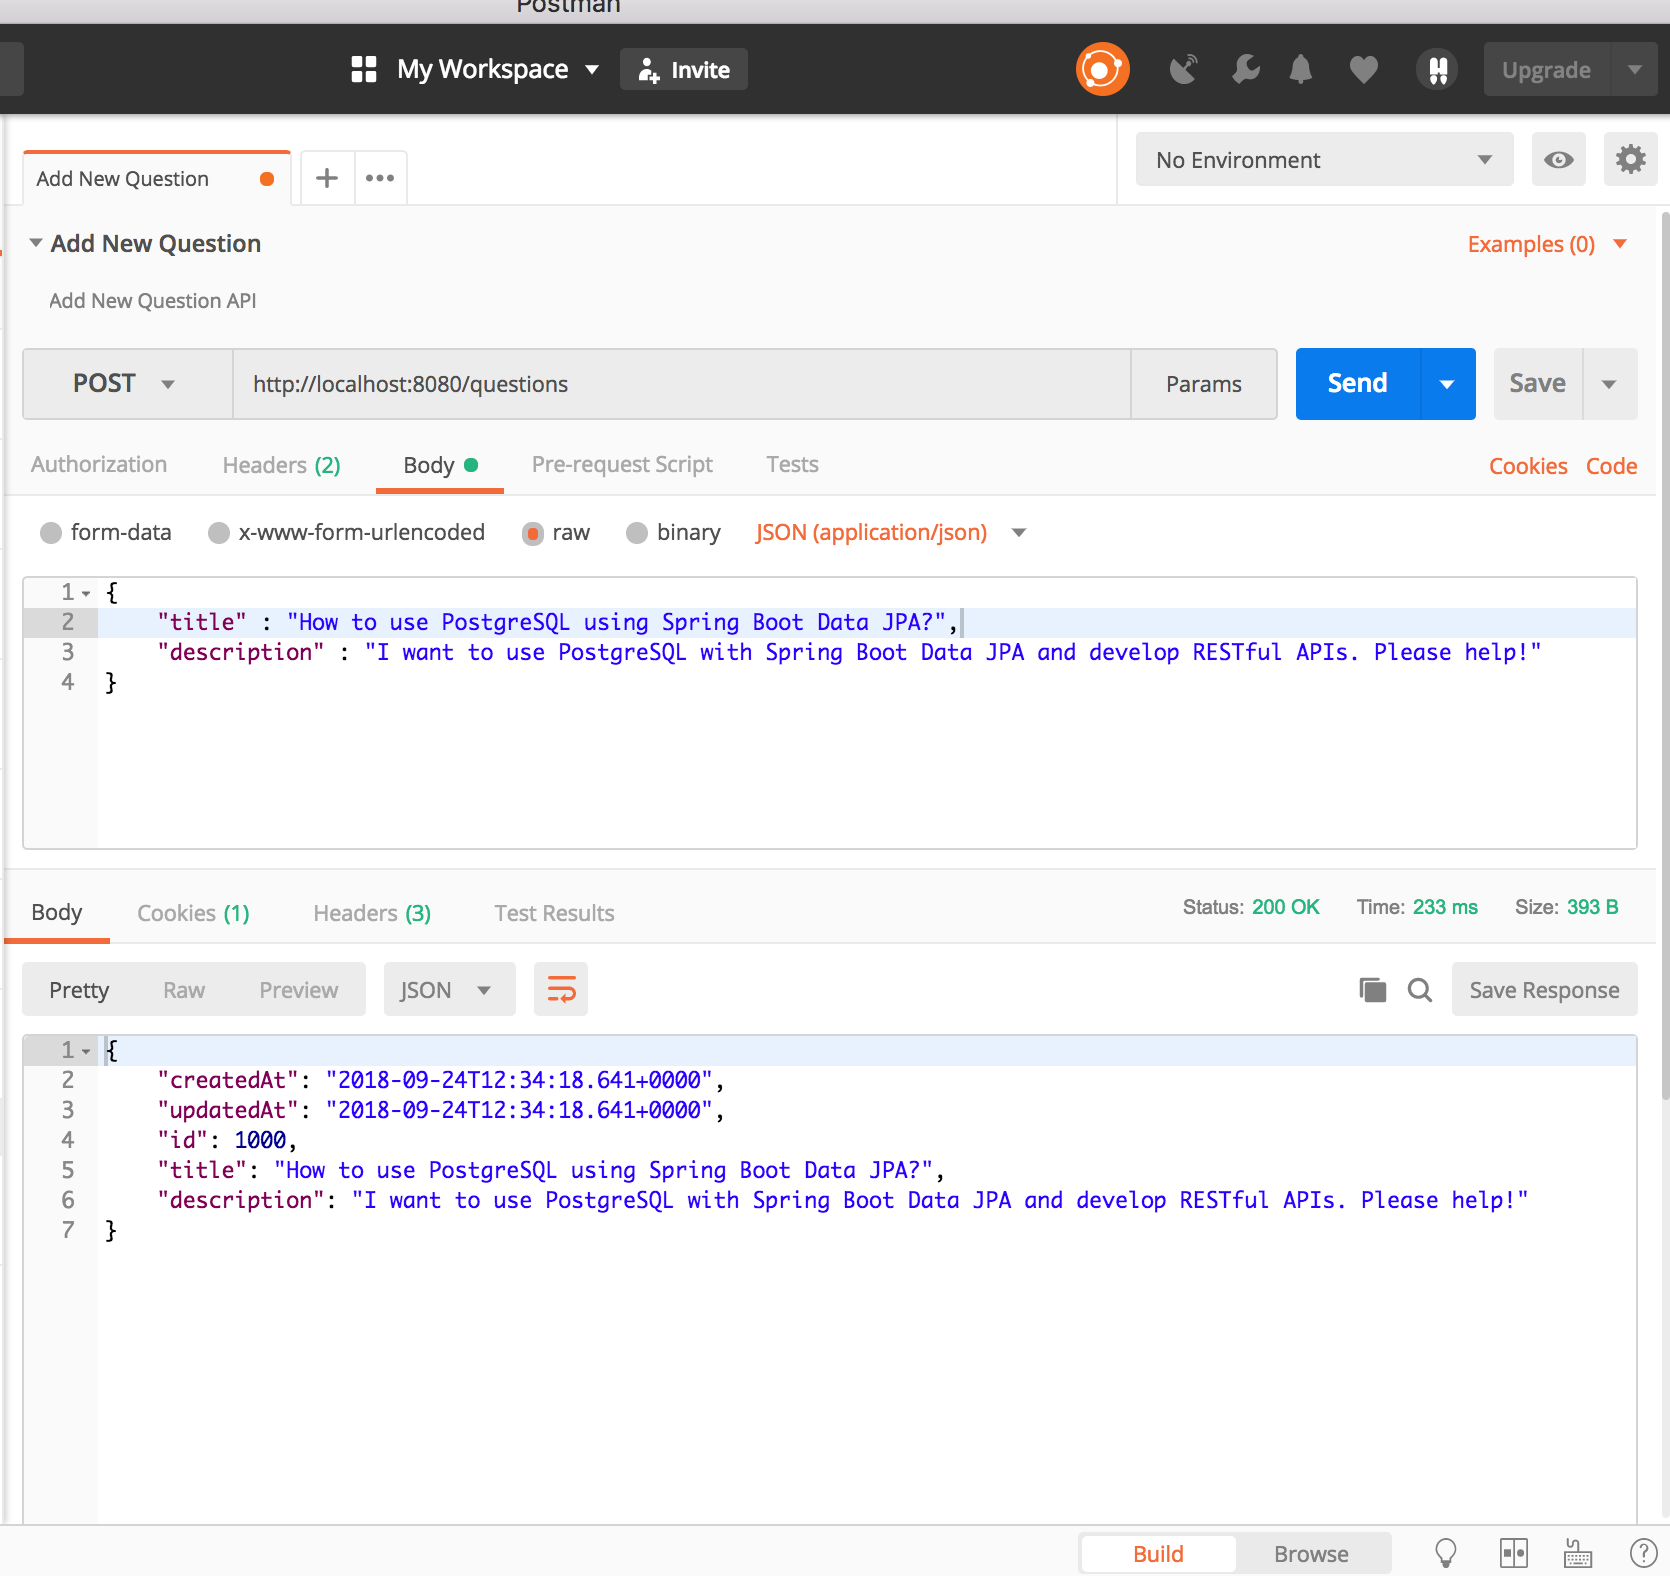 Postman
My Workspace Invite Upgrade
Add New Question No Environment
Add New Question Examples (0)
Add New Question API
POST http://localhost:8080/questions Params Send Save
Authorization Headers (2) Body Pre-request Script Tests Cookies Code
form-data x-www-form-urlencoded raw binary JSON (application/json)
1 {
2 "title" : "How to use PostgreSQL using Spring Boot Data JPA?",
3 "description" : "I want to use PostgreSQL with Spring Boot Data JPA and develop RESTful APIs. Please help!"
4 }
Body Cookies (1) Headers (3) Test Results Status: 200 OK Time: 233 ms Size: 393 B
Pretty Raw Preview JSON Save Response
1 {
2 "createdAt": "2018-09-24T12:34:18.641+0000",
3 "updatedAt": "2018-09-24T12:34:18.641+0000",
4 "id": 1000,
5 "title": "How to use PostgreSQL using Spring Boot Data JPA?",
6 "description": "I want to use PostgreSQL with Spring Boot Data JPA and develop RESTful APIs. Please help!"
7 }
Build Browse